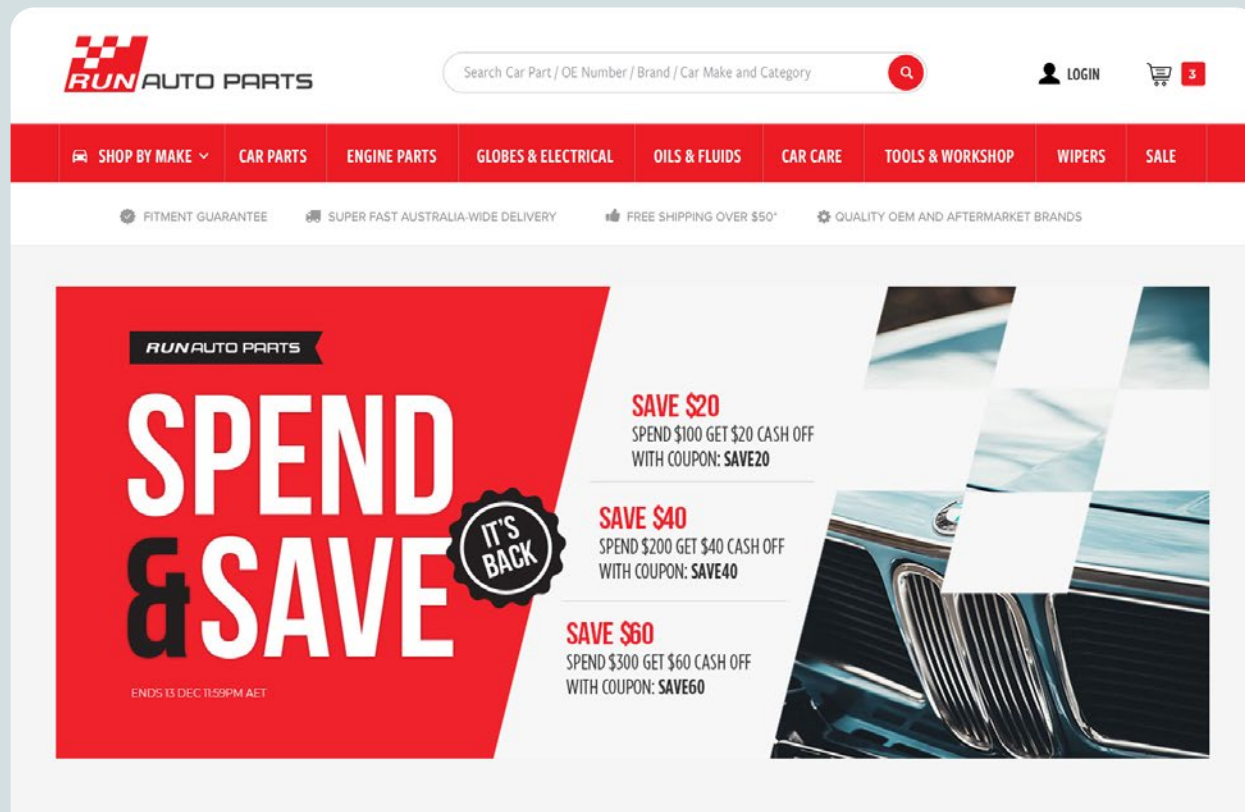 RUN AUTO PARTS
Search Car Part / OE Number / Brand / Car Make and Category
LOGIN
3
SHOP BY MAKE
CAR PARTS
ENGINE PARTS
GLOBES & ELECTRICAL
OILS & FLUIDS
CAR CARE
TOOLS & WORKSHOP
WIPERS
SALE
FITMENT GUARANTEE
SUPER FAST AUSTRALIA-WIDE DELIVERY
FREE SHIPPING OVER $50*
QUALITY OEM AND AFTERMARKET BRANDS
RUN AUTO PARTS
SPEND
& SAVE
IT'S
BACK
ENDS 13 DEC 11:59PM AET
SAVE $20
SPEND $100 GET $20 CASH OFF
WITH COUPON: SAVE20
SAVE $40
SPEND $200 GET $40 CASH OFF
WITH COUPON: SAVE40
SAVE $60
SPEND $300 GET $60 CASH OFF
WITH COUPON: SAVE60